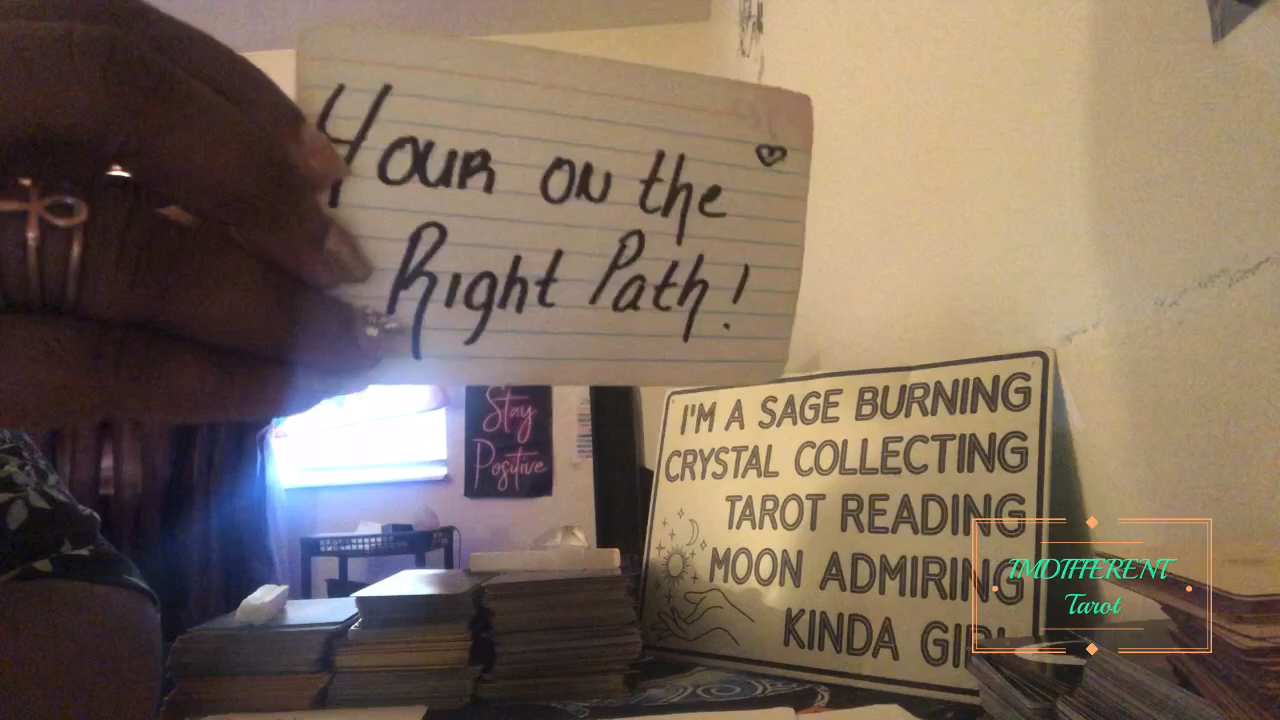 Your on the
Right Path!
Stay
Positive
I'M A SAGE BURNING
CRYSTAL COLLECTING
TAROT READING
MOON ADMIRING
KINDA GIRL
IMDIFFERENT
Tarot